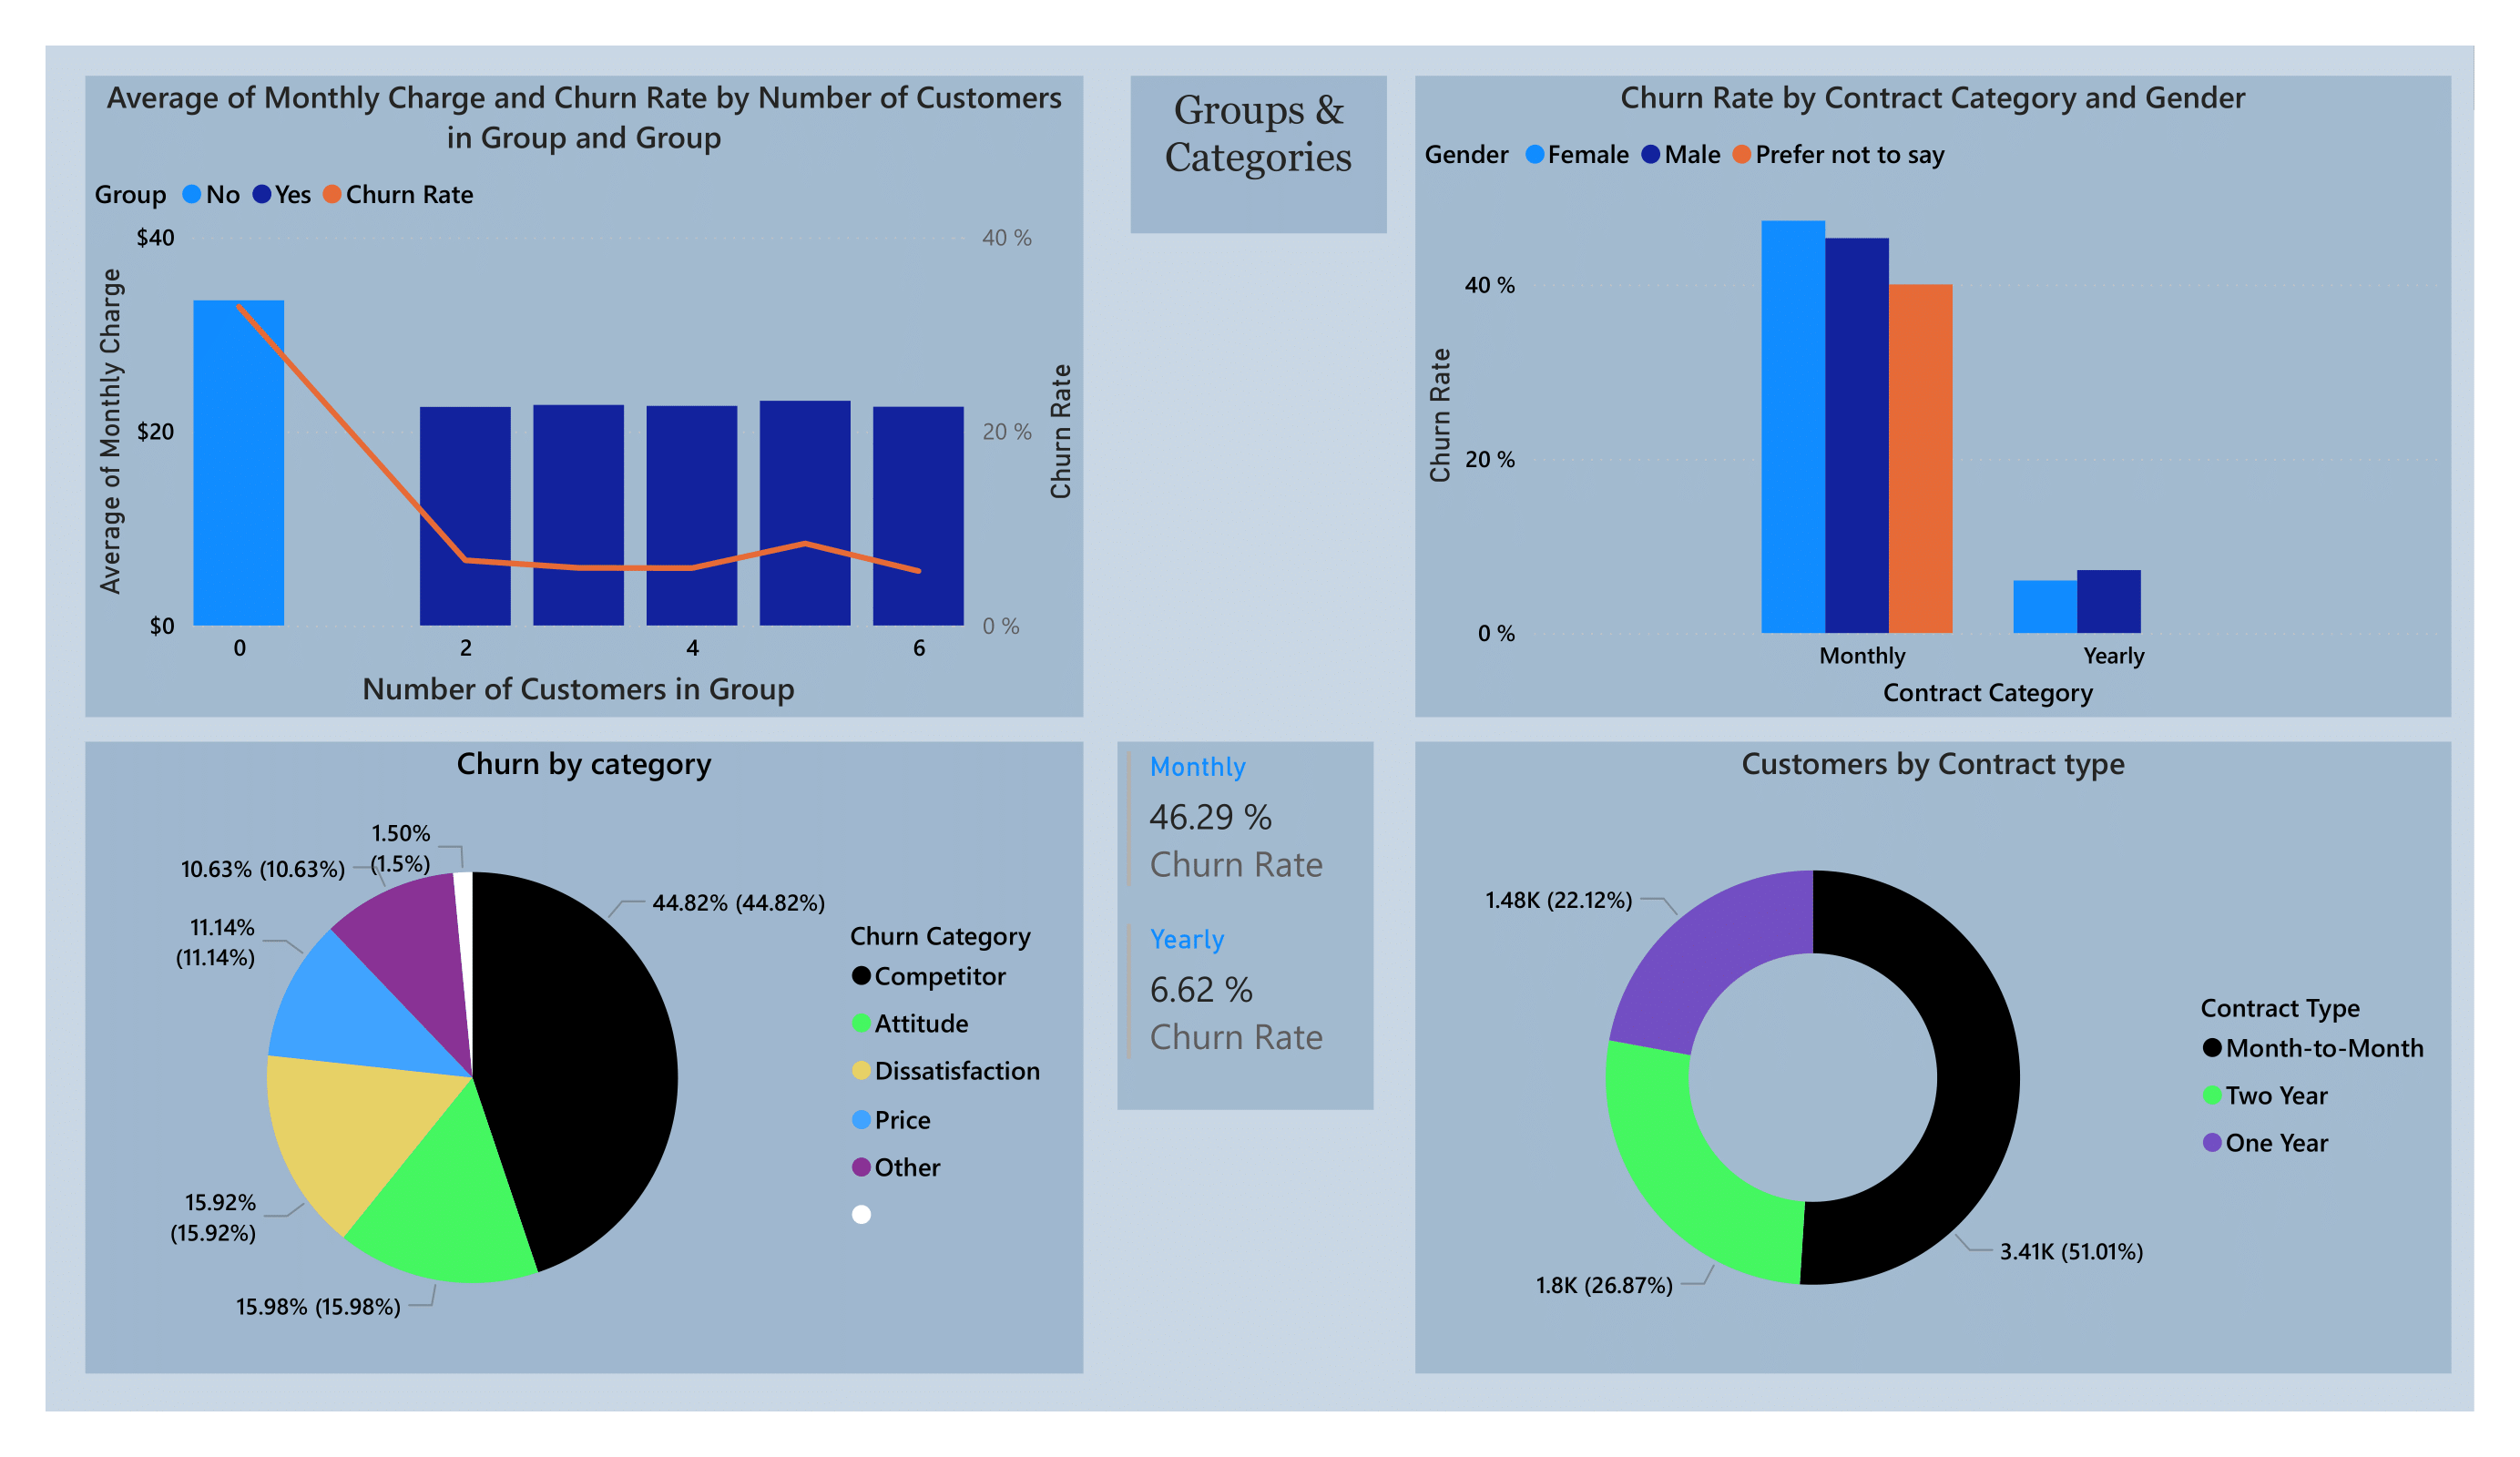 Average of Monthly Charge and Churn Rate by Number of Customers
in Group and Group
Group No Yes Churn Rate
$40
$20
$0
40 %
20 %
0 %
Average of Monthly Charge
Churn Rate
0 2 4 6
Number of Customers in Group
Groups &
Categories
Churn Rate by Contract Category and Gender
Gender Female Male Prefer not to say
40 %
20 %
0 %
Churn Rate
Monthly Yearly
Contract Category
Churn by category
1.50%
(1.5%)
10.63% (10.63%)
11.14%
(11.14%)
15.92%
(15.92%)
15.98% (15.98%)
44.82% (44.82%)
Churn Category
Competitor
Attitude
Dissatisfaction
Price
Other
Monthly
46.29 %
Churn Rate
Yearly
6.62 %
Churn Rate
Customers by Contract type
1.48K (22.12%)
1.8K (26.87%)
3.41K (51.01%)
Contract Type
Month-to-Month
Two Year
One Year